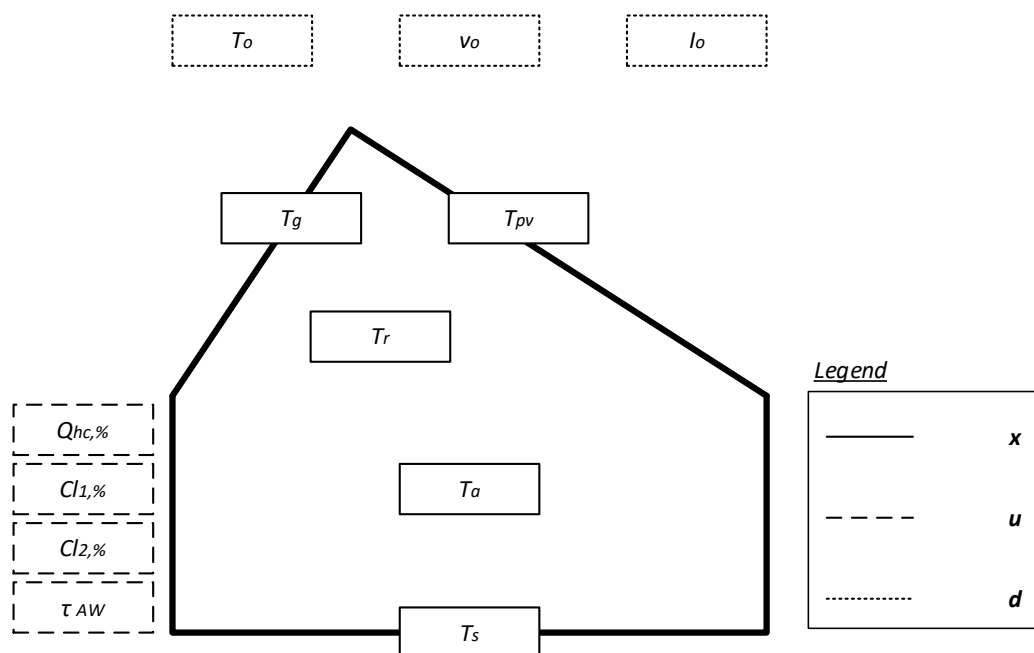 To
vo
Io
Tg
Tpv
Tr
Legend
Qhc,%
x
Cl1,%
Ta
u
Cl2,%
τ AW
d
Ts